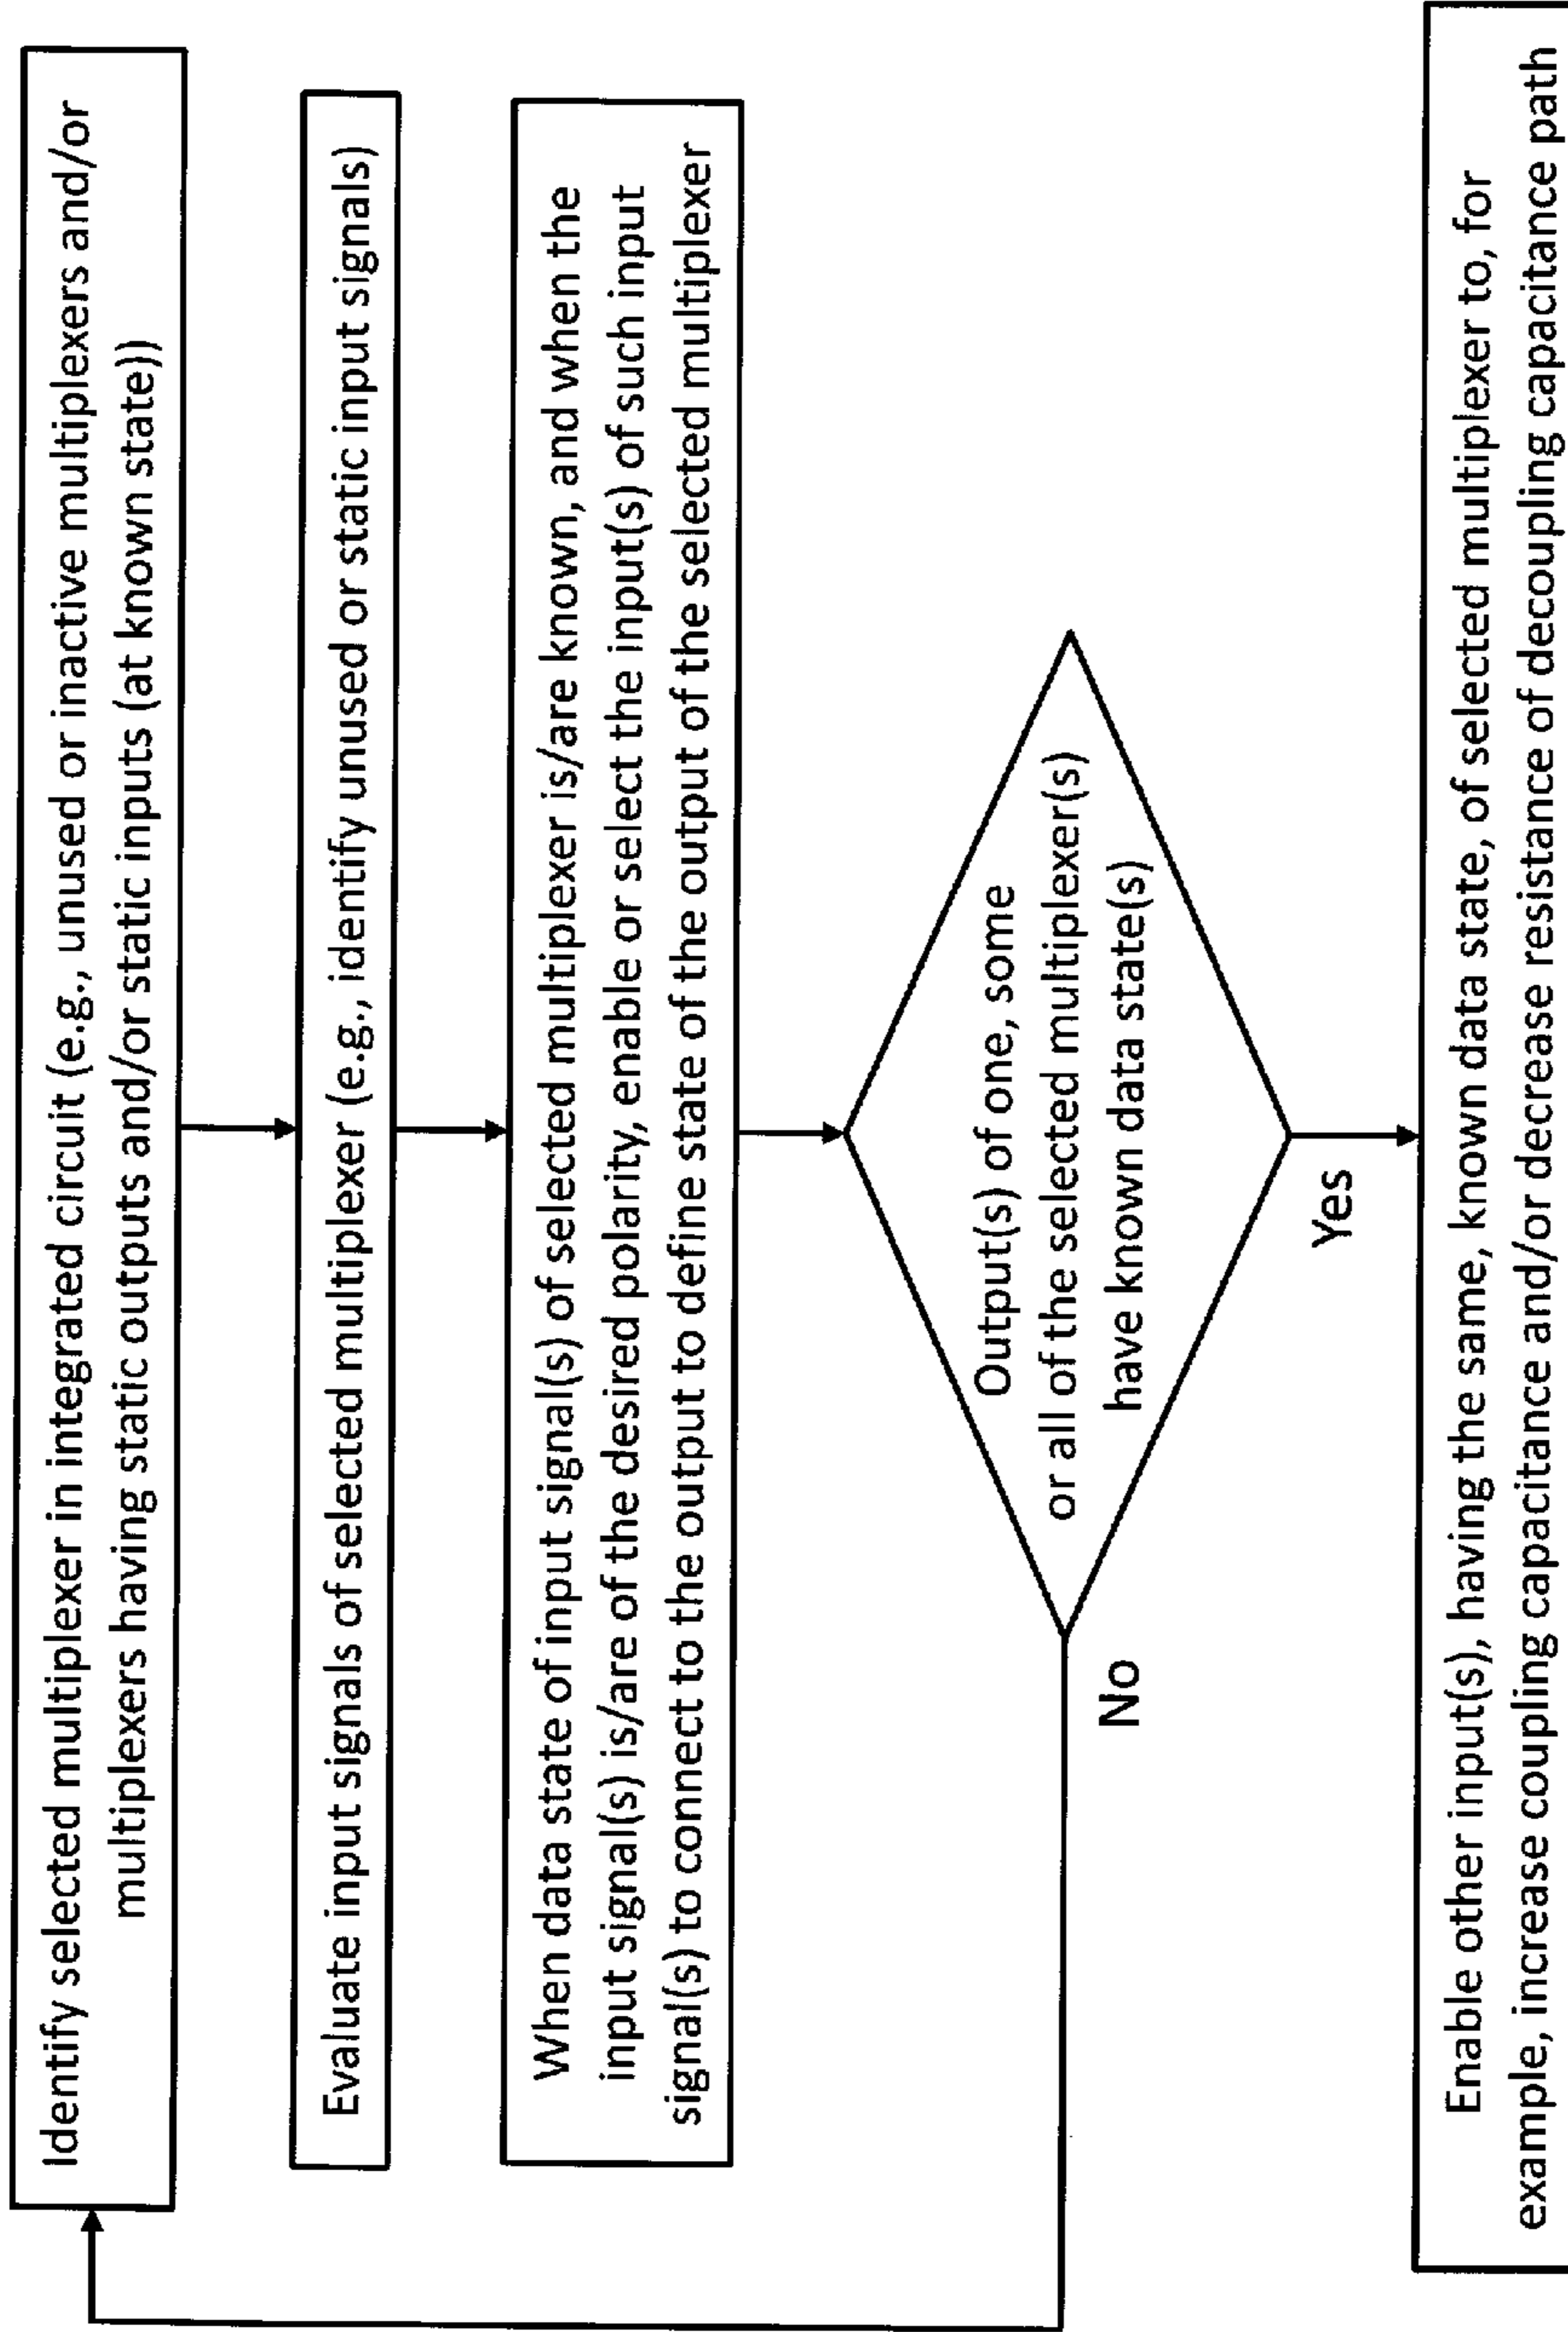 Identify selected multiplexer in integrated circuit (e.g., unused or inactive multiplexers and/or
multiplexers having static outputs and/or static inputs (at known state))
Evaluate input signals of selected multiplexer (e.g., identify unused or static input signals)
When data state of input signal(s) of selected multiplexer is/are known, and when the
input signal(s) is/are of the desired polarity, enable or select the input(s) of such input
signal(s) to connect to the output to define state of the output of the selected multiplexer
Output(s) of one, some
or all of the selected multiplexer(s)
have known data state(s)
No
Yes
Enable other input(s), having the same, known data state, of selected multiplexer to, for
example, increase coupling capacitance and/or decrease resistance of decoupling capacitance path